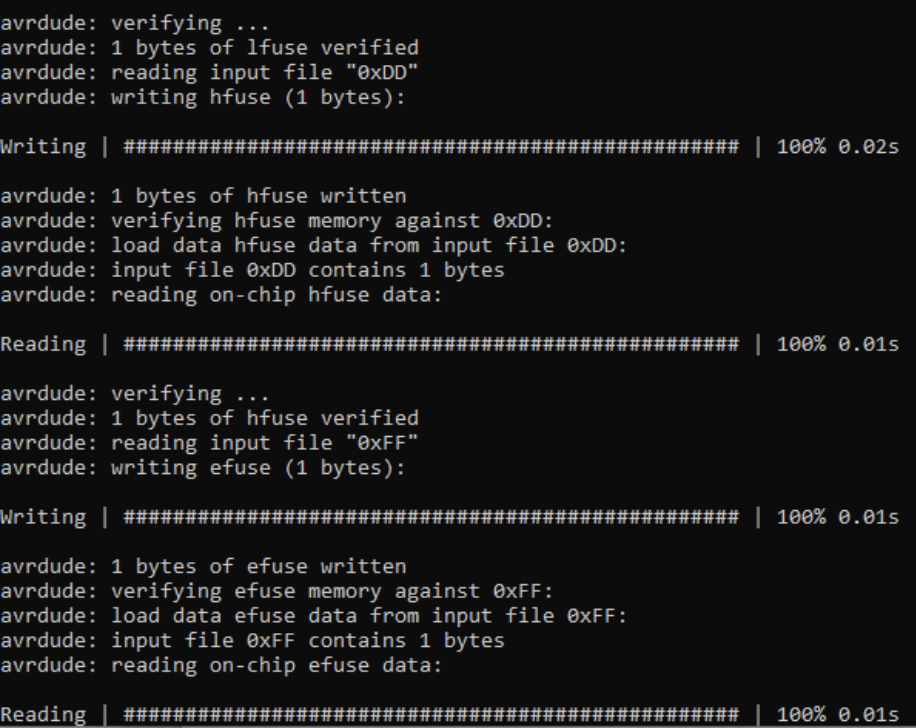 avrdude: verifying ...
avrdude: 1 bytes of lfuse verified
avrdude: reading input file "0xDD"
avrdude: writing hfuse (1 bytes):
Writing | ################################################## | 100% 0.02s
avrdude: 1 bytes of hfuse written
avrdude: verifying hfuse memory against 0xDD:
avrdude: load data hfuse data from input file 0xDD:
avrdude: input file 0xDD contains 1 bytes
avrdude: reading on-chip hfuse data:
Reading | ################################################## | 100% 0.01s
avrdude: verifying ...
avrdude: 1 bytes of hfuse verified
avrdude: reading input file "0xFF"
avrdude: writing efuse (1 bytes):
Writing | ################################################## | 100% 0.01s
avrdude: 1 bytes of efuse written
avrdude: verifying efuse memory against 0xFF:
avrdude: load data efuse data from input file 0xFF:
avrdude: input file 0xFF contains 1 bytes
avrdude: reading on-chip efuse data:
Reading | ################################################## | 100% 0.01s